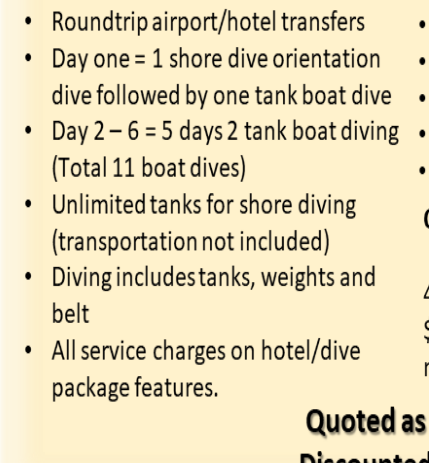 • Roundtrip airport/hotel transfers
• Day one = 1 shore dive orientation
dive followed by one tank boat dive
• Day 2 – 6 = 5 days 2 tank boat diving
(Total 11 boat dives)
• Unlimited tanks for shore diving
(transportation not included)
• Diving includes tanks, weights and
belt
• All service charges on hotel/dive
package features.
Quoted as
Discounted